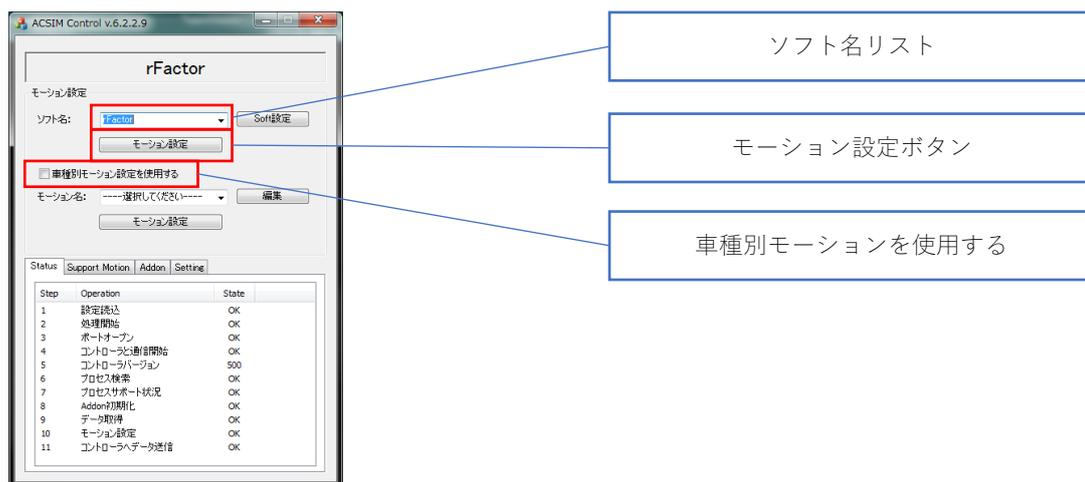 ACSIM Control v.6.2.2.9
rFactor
モーション設定
ソフト名: rFactor Soft設定
モーション設定
車種別モーション設定を使用する
モーション名: ----選択してください---- 編集
モーション設定
Status Support Motion Addon Setting
Step Operation State
1 設定読込 OK
2 処理開始 OK
3 ポートオープン OK
4 コントローラと通信開始 OK
5 コントローラバージョン 500
6 プロセス検索 OK
7 プロセスサポート状況 OK
8 Addon初期化 OK
9 データ取得 OK
10 モーション設定 OK
11 コントローラへデータ送信 OK
ソフト名リスト
モーション設定ボタン
車種別モーションを使用する